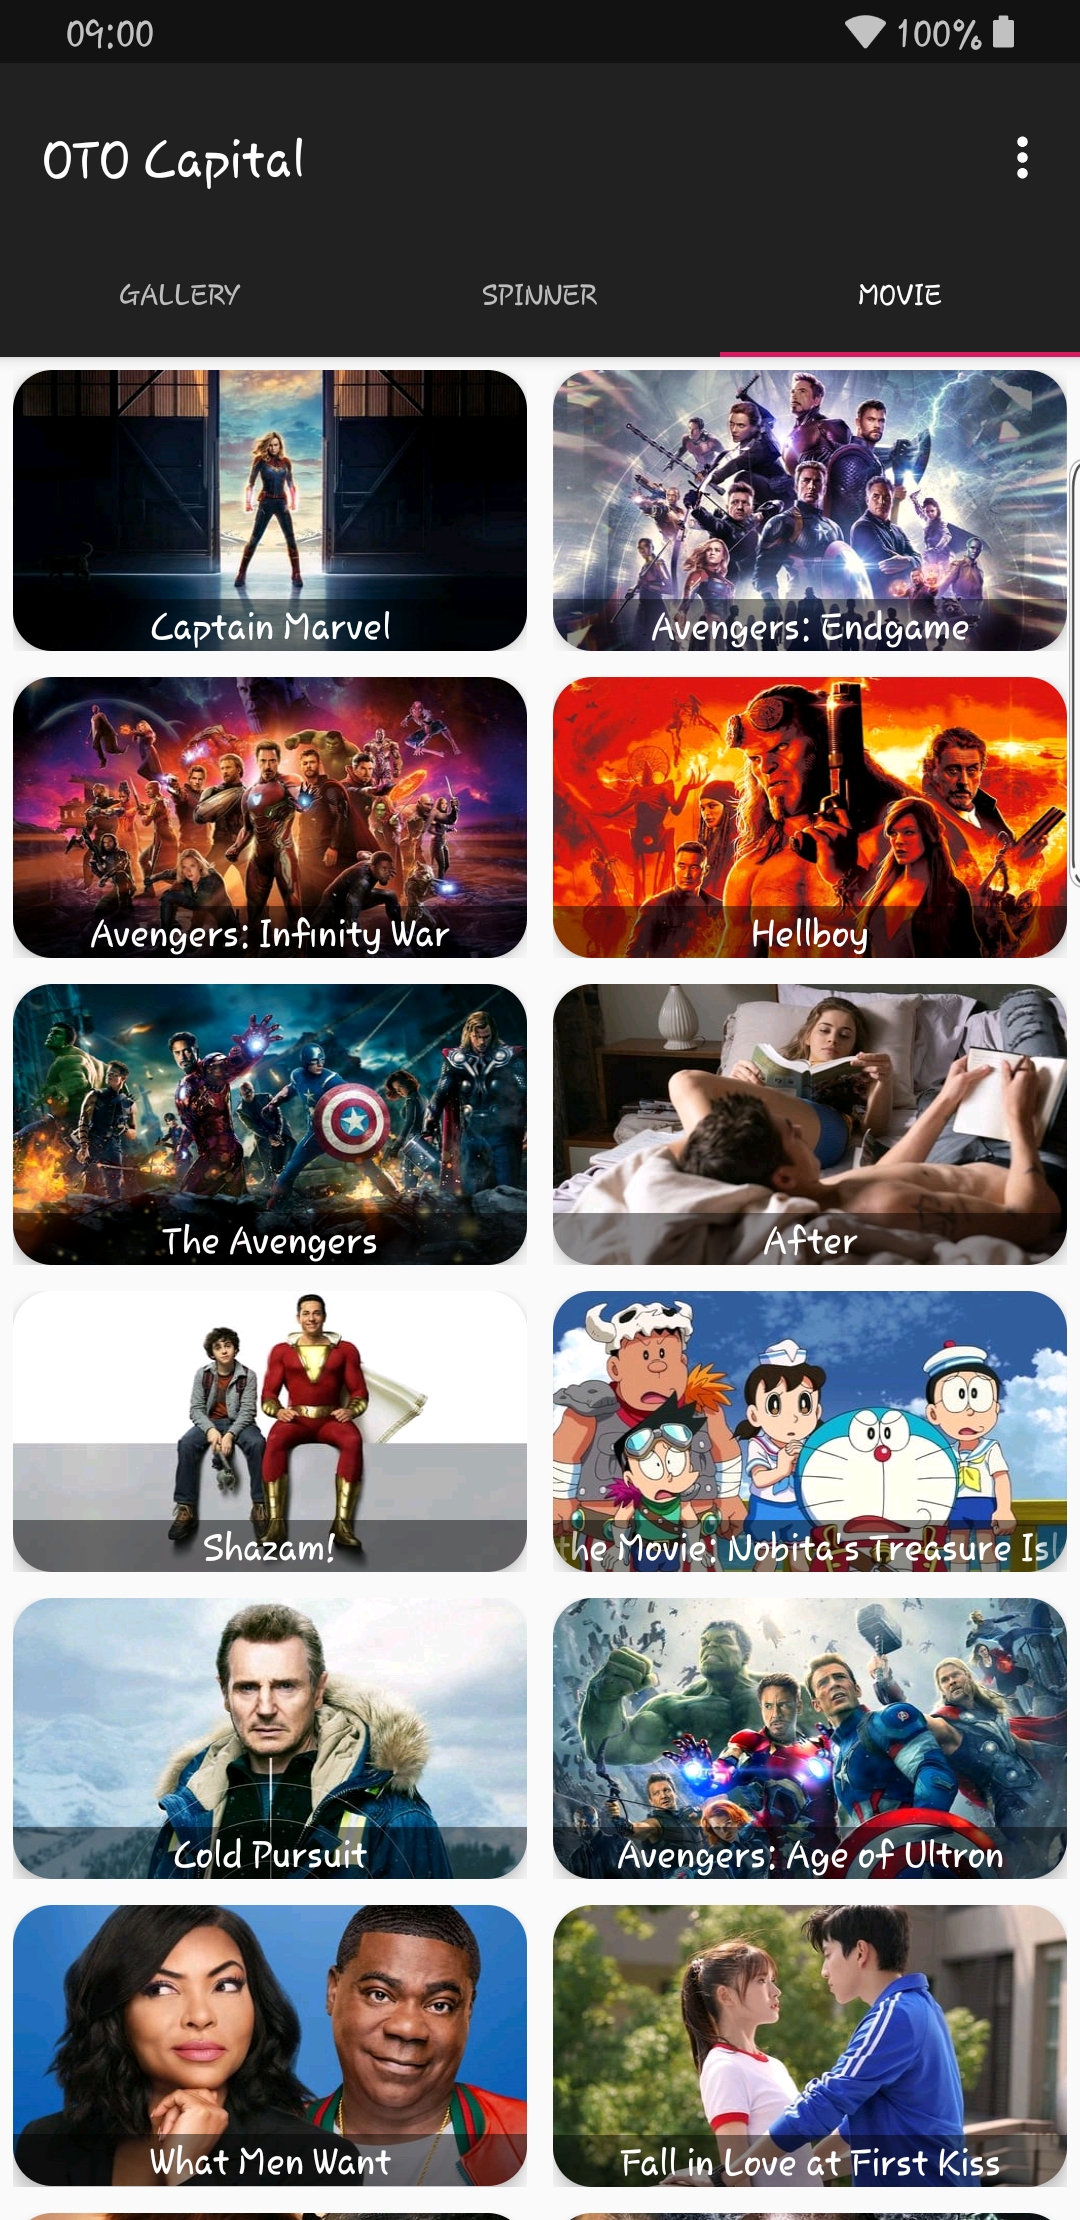 09:00
100%
OTO Capital
GALLERY
SPINNER
MOVIE
Captain Marvel
Avengers: Endgame
Avengers: Infinity War
Hellboy
The Avengers
After
Shazam!
the Movie: Nobita's Treasure Isl
Cold Pursuit
Avengers: Age of Ultron
What Men Want
Fall in Love at First Kiss